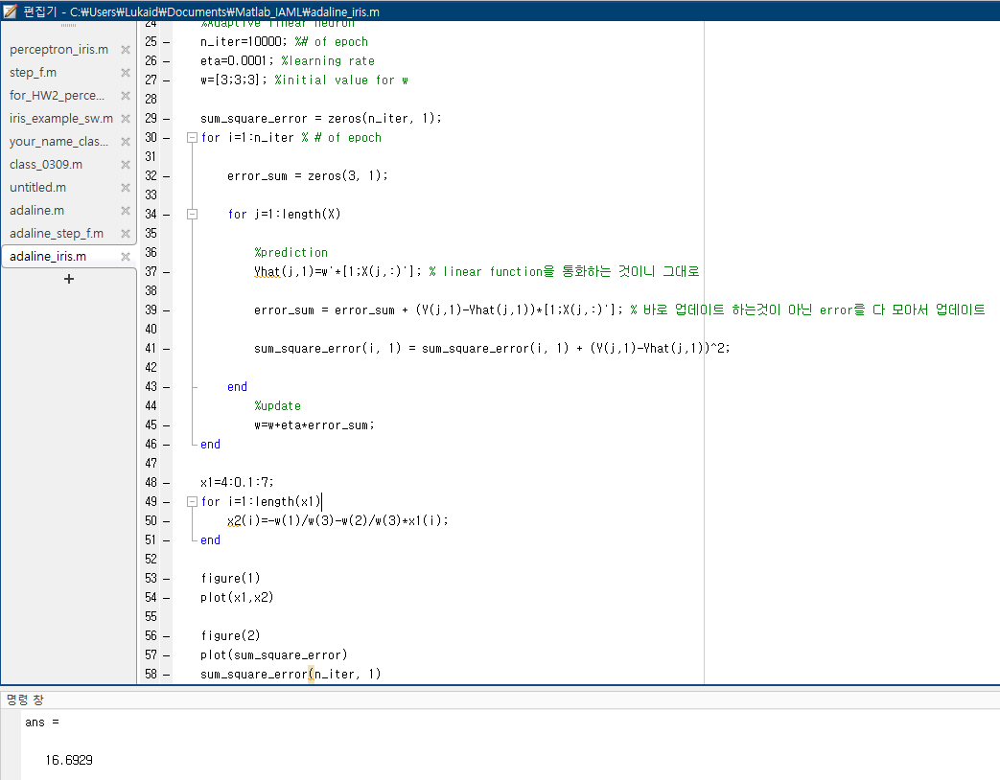 편집기 - C:₩Users₩Lukaid₩Documents₩Matlab_IAML₩adaline_iris.m
perceptron_iris.m
step_f.m
for_HW2_perce...
iris_example_sw.m
your_name_clas...
class_0309.m
untitled.m
adaline.m
adaline_step_f.m
adaline_iris.m
+
24 %Adaptive linear neuron
25 – n_iter=10000; %# of epoch
26 – eta=0.0001; %learning rate
27 – w=[3;3;3]; %initial value for w
28
29 – sum_square_error = zeros(n_iter, 1);
30 – for i=1:n_iter % # of epoch
31
32 – error_sum = zeros(3, 1);
33
34 – for j=1:length(X)
35
36 %prediction
37 – Yhat(j,1)=w'*[1;X(j,:)']; % linear function을 통화하는 것이니 그대로
38
39 – error_sum = error_sum + (Y(j,1)-Yhat(j,1))*[1;X(j,:)']; % 바로 업데이트 하는것이 아닌 error를 다 모아서 업데이트
40
41 – sum_square_error(i, 1) = sum_square_error(i, 1) + (Y(j,1)-Yhat(j,1))^2;
42
43 – end
44 %update
45 – w=w+eta*error_sum;
46 – end
47
48 – x1=4:0.1:7;
49 – for i=1:length(x1)
50 – x2(i)=-w(1)/w(3)-w(2)/w(3)*x1(i);
51 – end
52
53 – figure(1)
54 – plot(x1,x2)
55
56 – figure(2)
57 – plot(sum_square_error)
58 – sum_square_error(n_iter, 1)
명령 창
ans =
16.6929